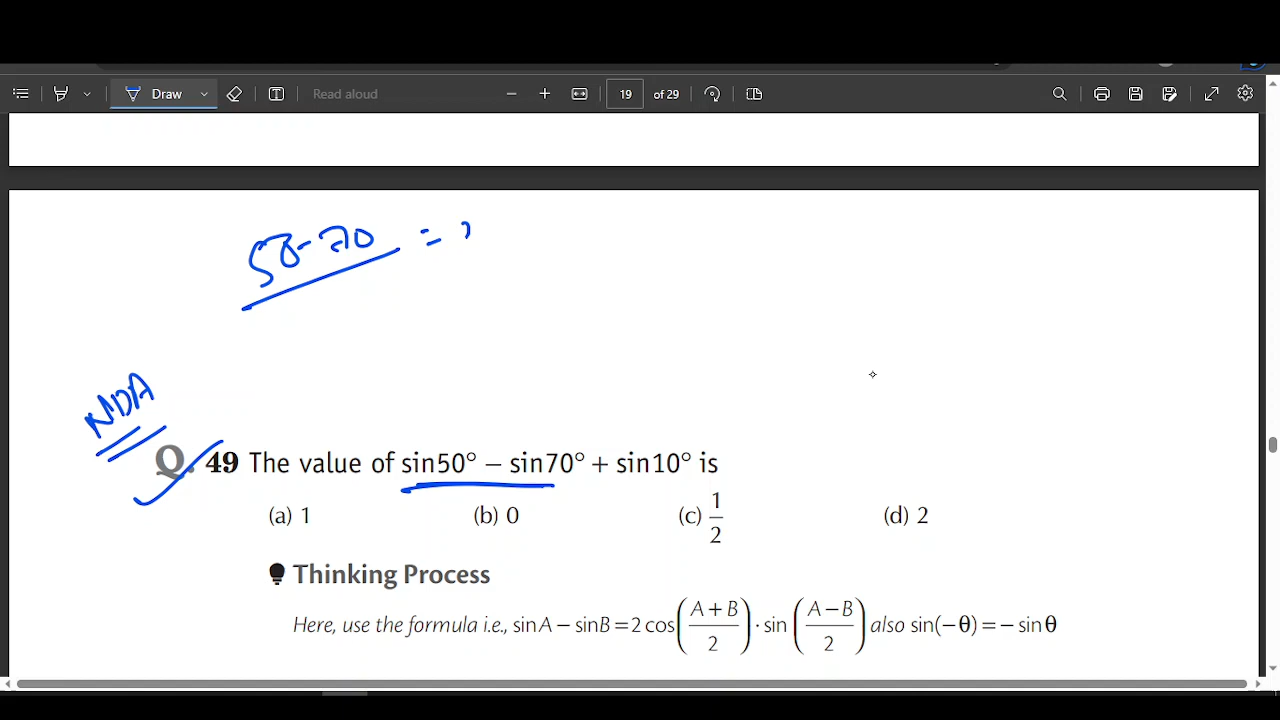 Draw
Read aloud
19 of 29
50-70 =
NDA
Q. 49 The value of sin50° − sin70° + sin10° is
(a) 1 (b) 0 (c) 1/2 (d) 2
Thinking Process
Here, use the formula i.e., sinA − sinB = 2 cos((A + B)/2) · sin((A − B)/2) also sin(−θ) = − sinθ